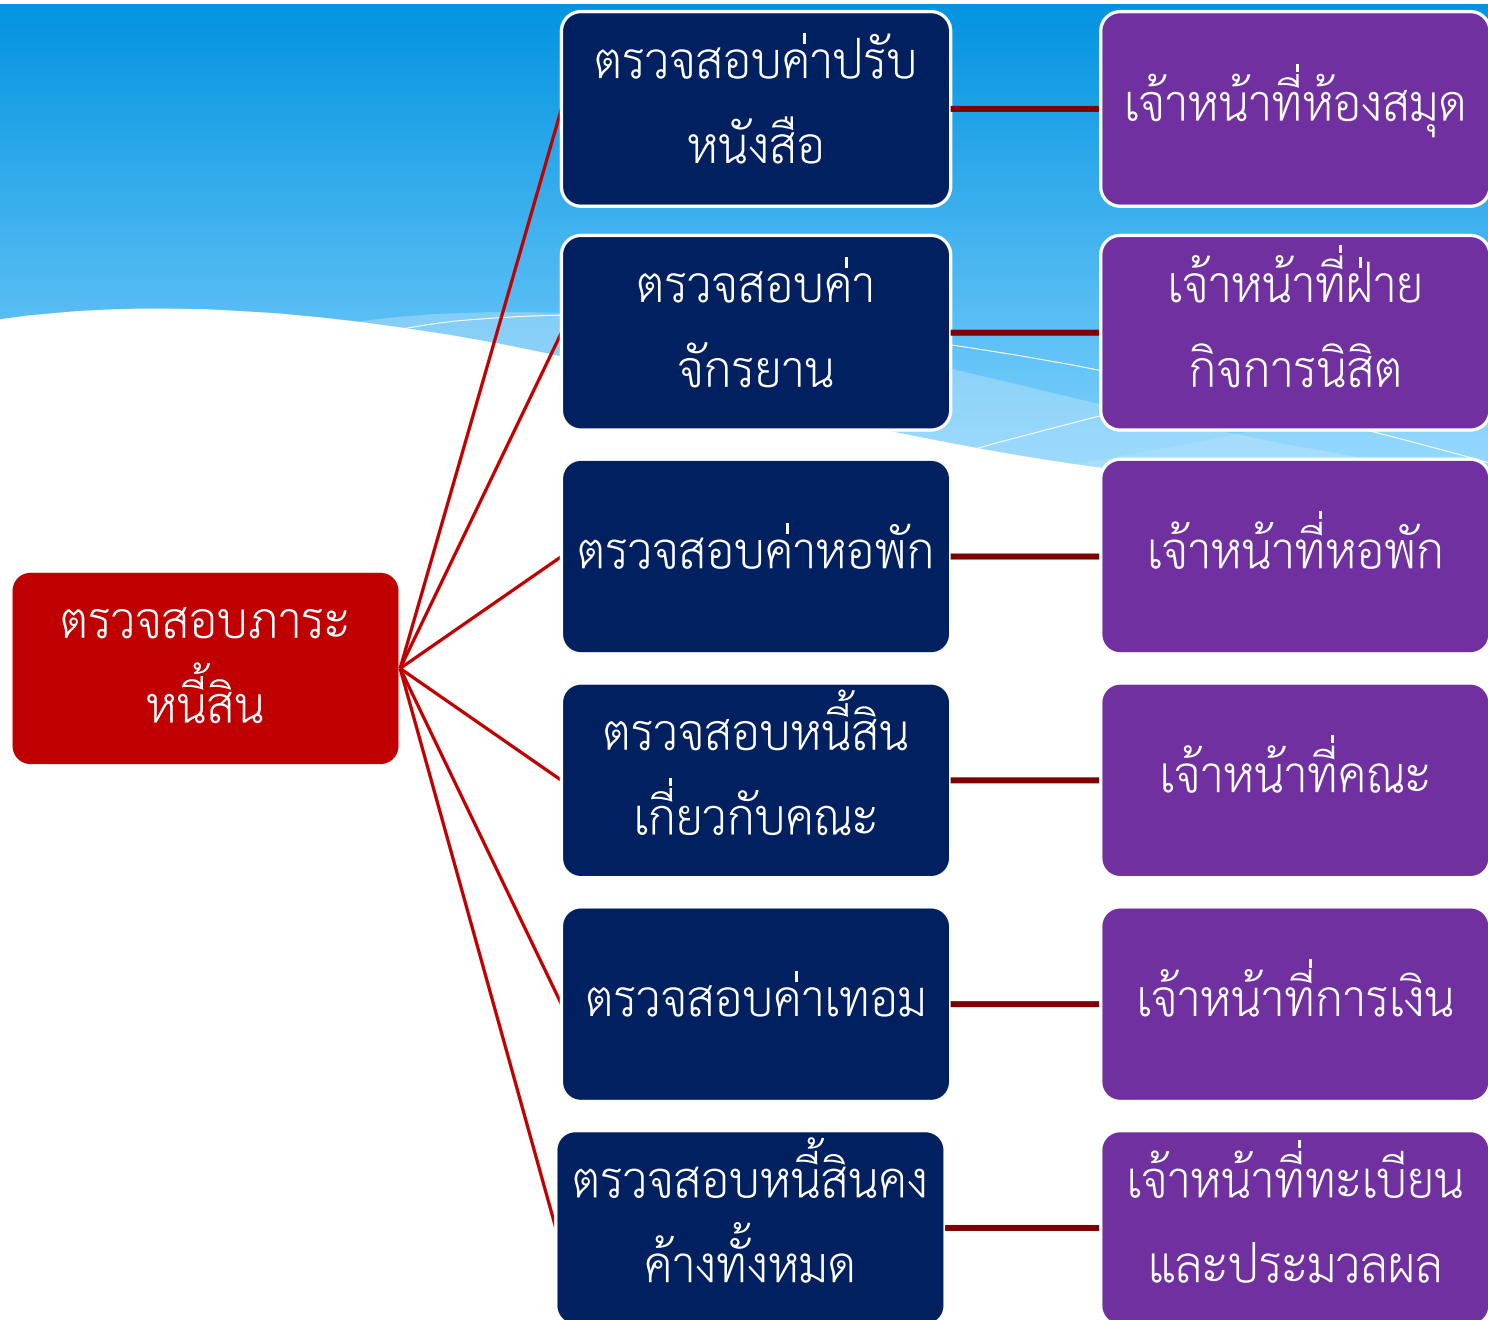 ตรวจสอบภาระ
หนี้สิน
ตรวจสอบค่าปรับ
หนังสือ
เจ้าหน้าที่ห้องสมุด
ตรวจสอบค่า
จักรยาน
เจ้าหน้าที่ฝ่าย
กิจการนิสิต
ตรวจสอบค่าหอพัก
เจ้าหน้าที่หอพัก
ตรวจสอบหนี้สิน
เกี่ยวกับคณะ
เจ้าหน้าที่คณะ
ตรวจสอบค่าเทอม
เจ้าหน้าที่การเงิน
ตรวจสอบหนี้สินคง
ค้างทั้งหมด
เจ้าหน้าที่ทะเบียน
และประมวลผล